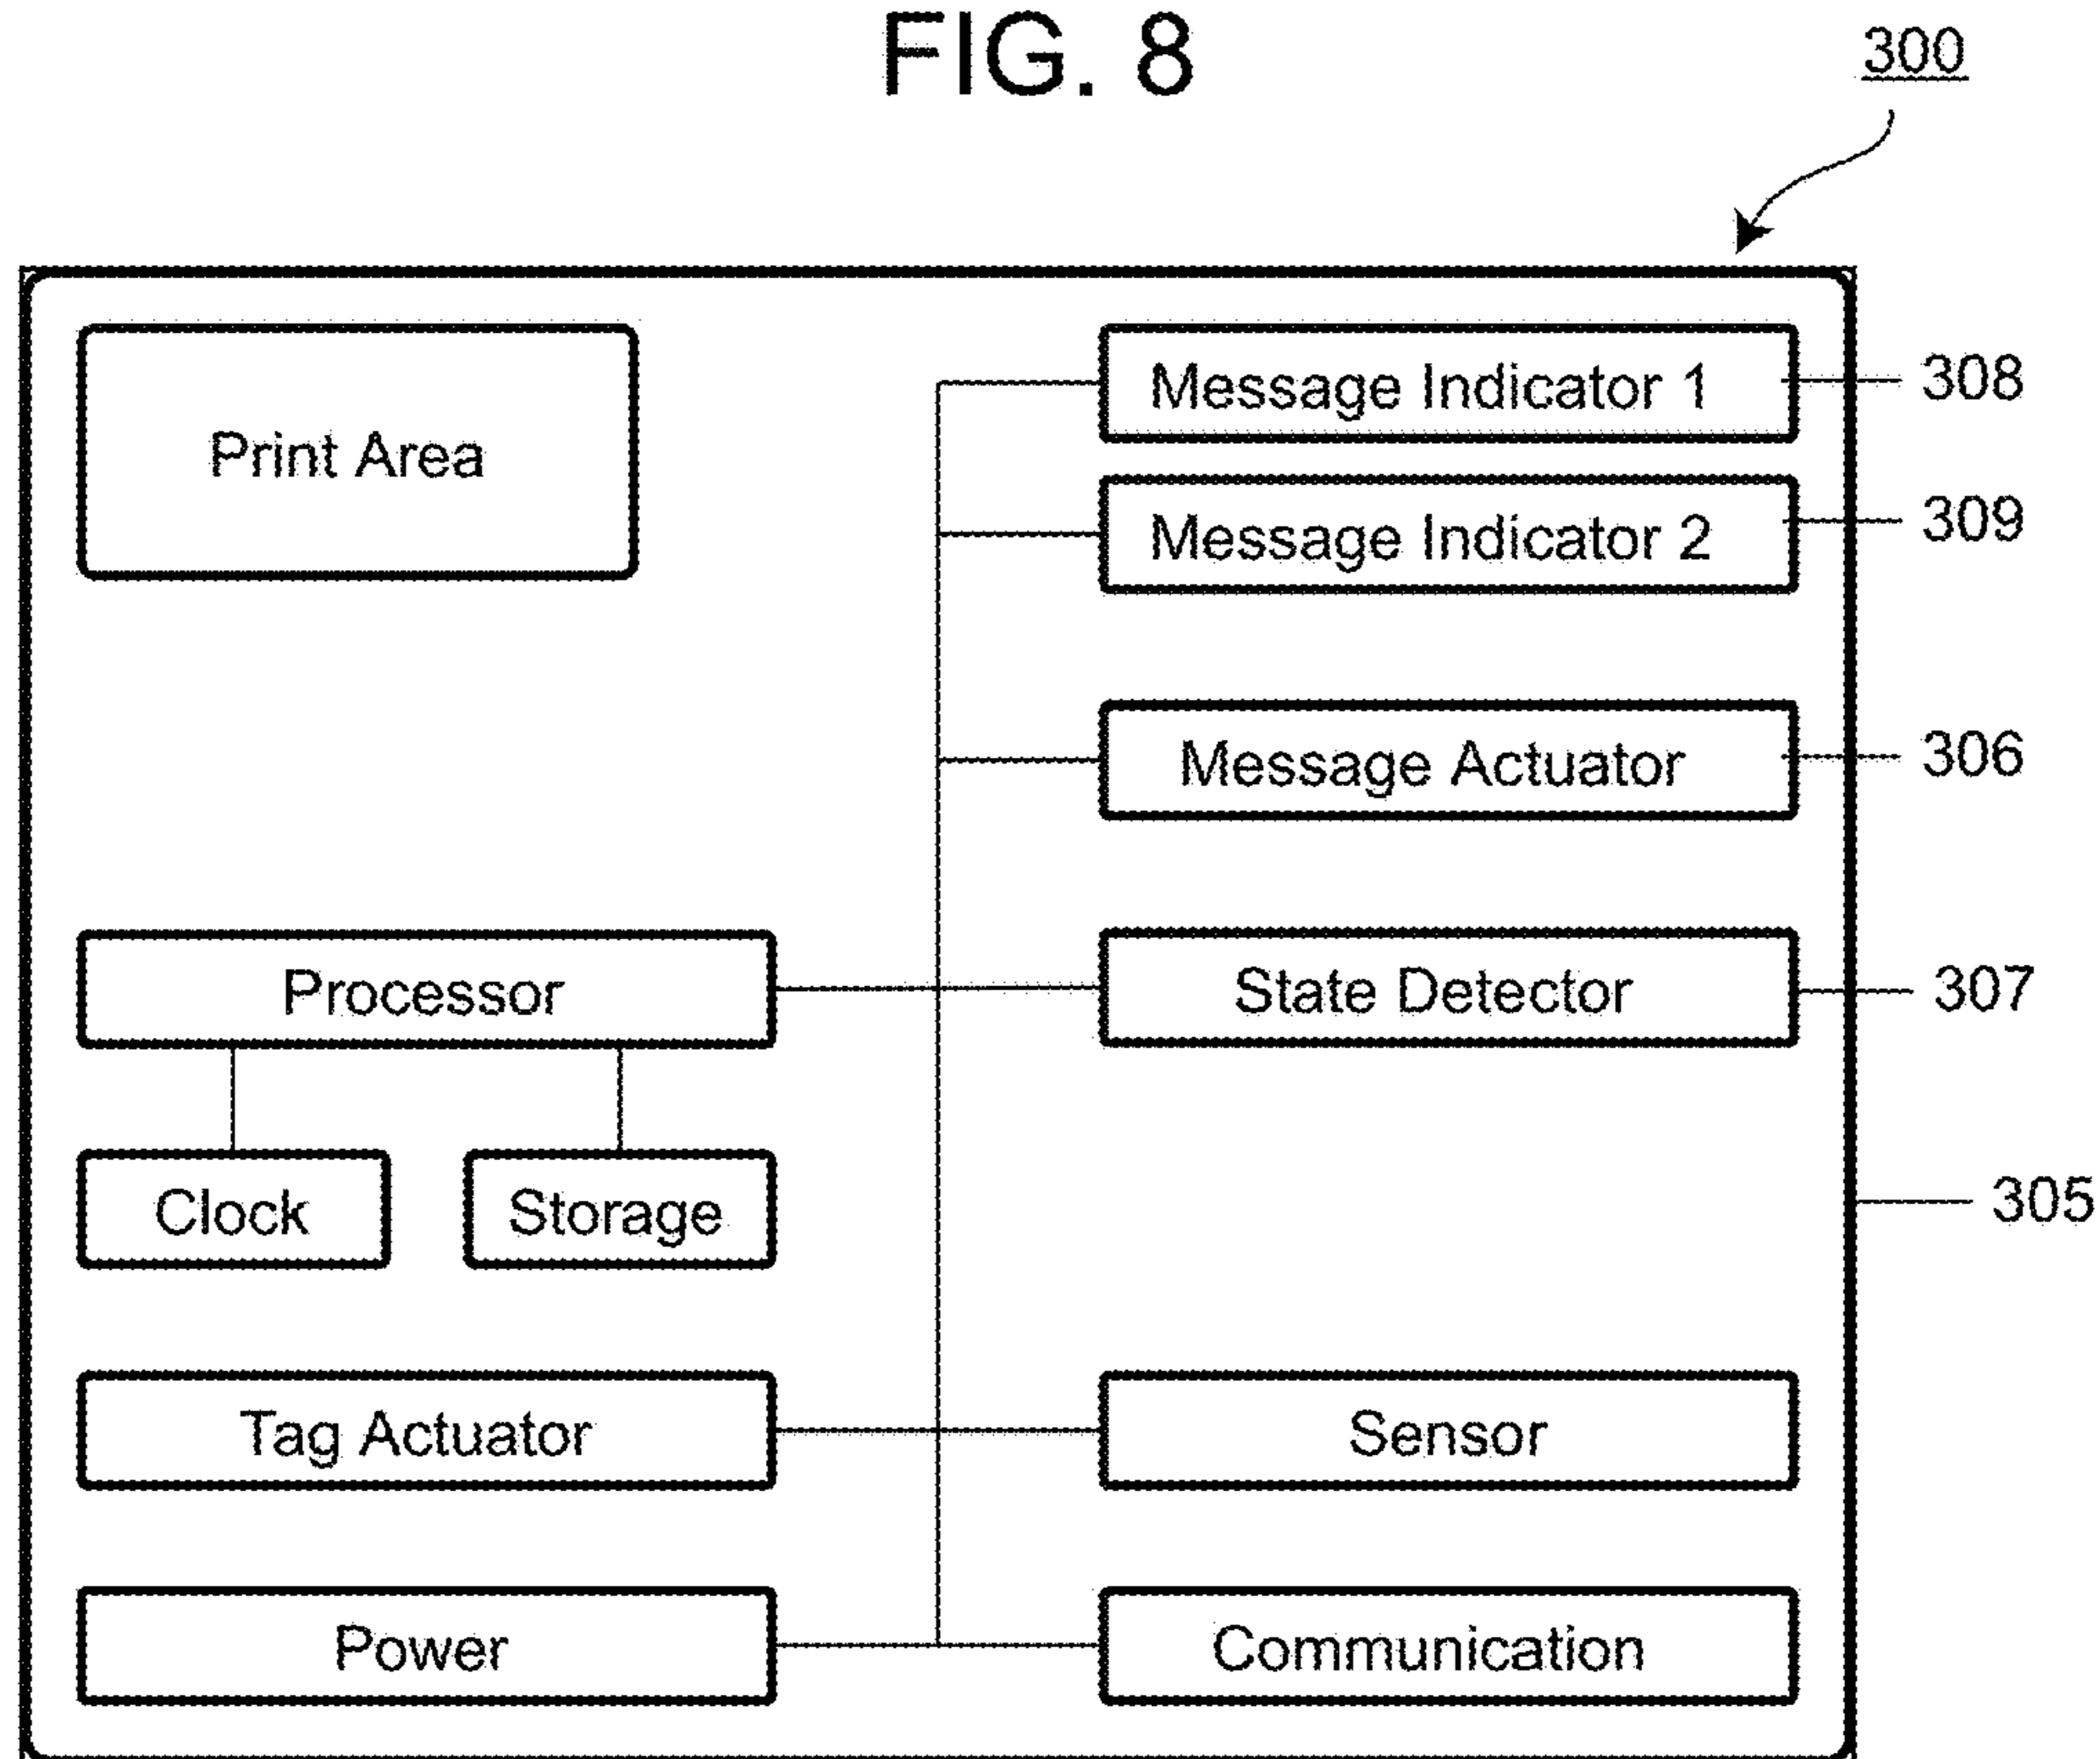 FIG. 8
300
Print Area
Message Indicator 1
308
Message Indicator 2
309
Message Actuator
306
Processor
State Detector
307
Clock
Storage
305
Tag Actuator
Sensor
Power
Communication